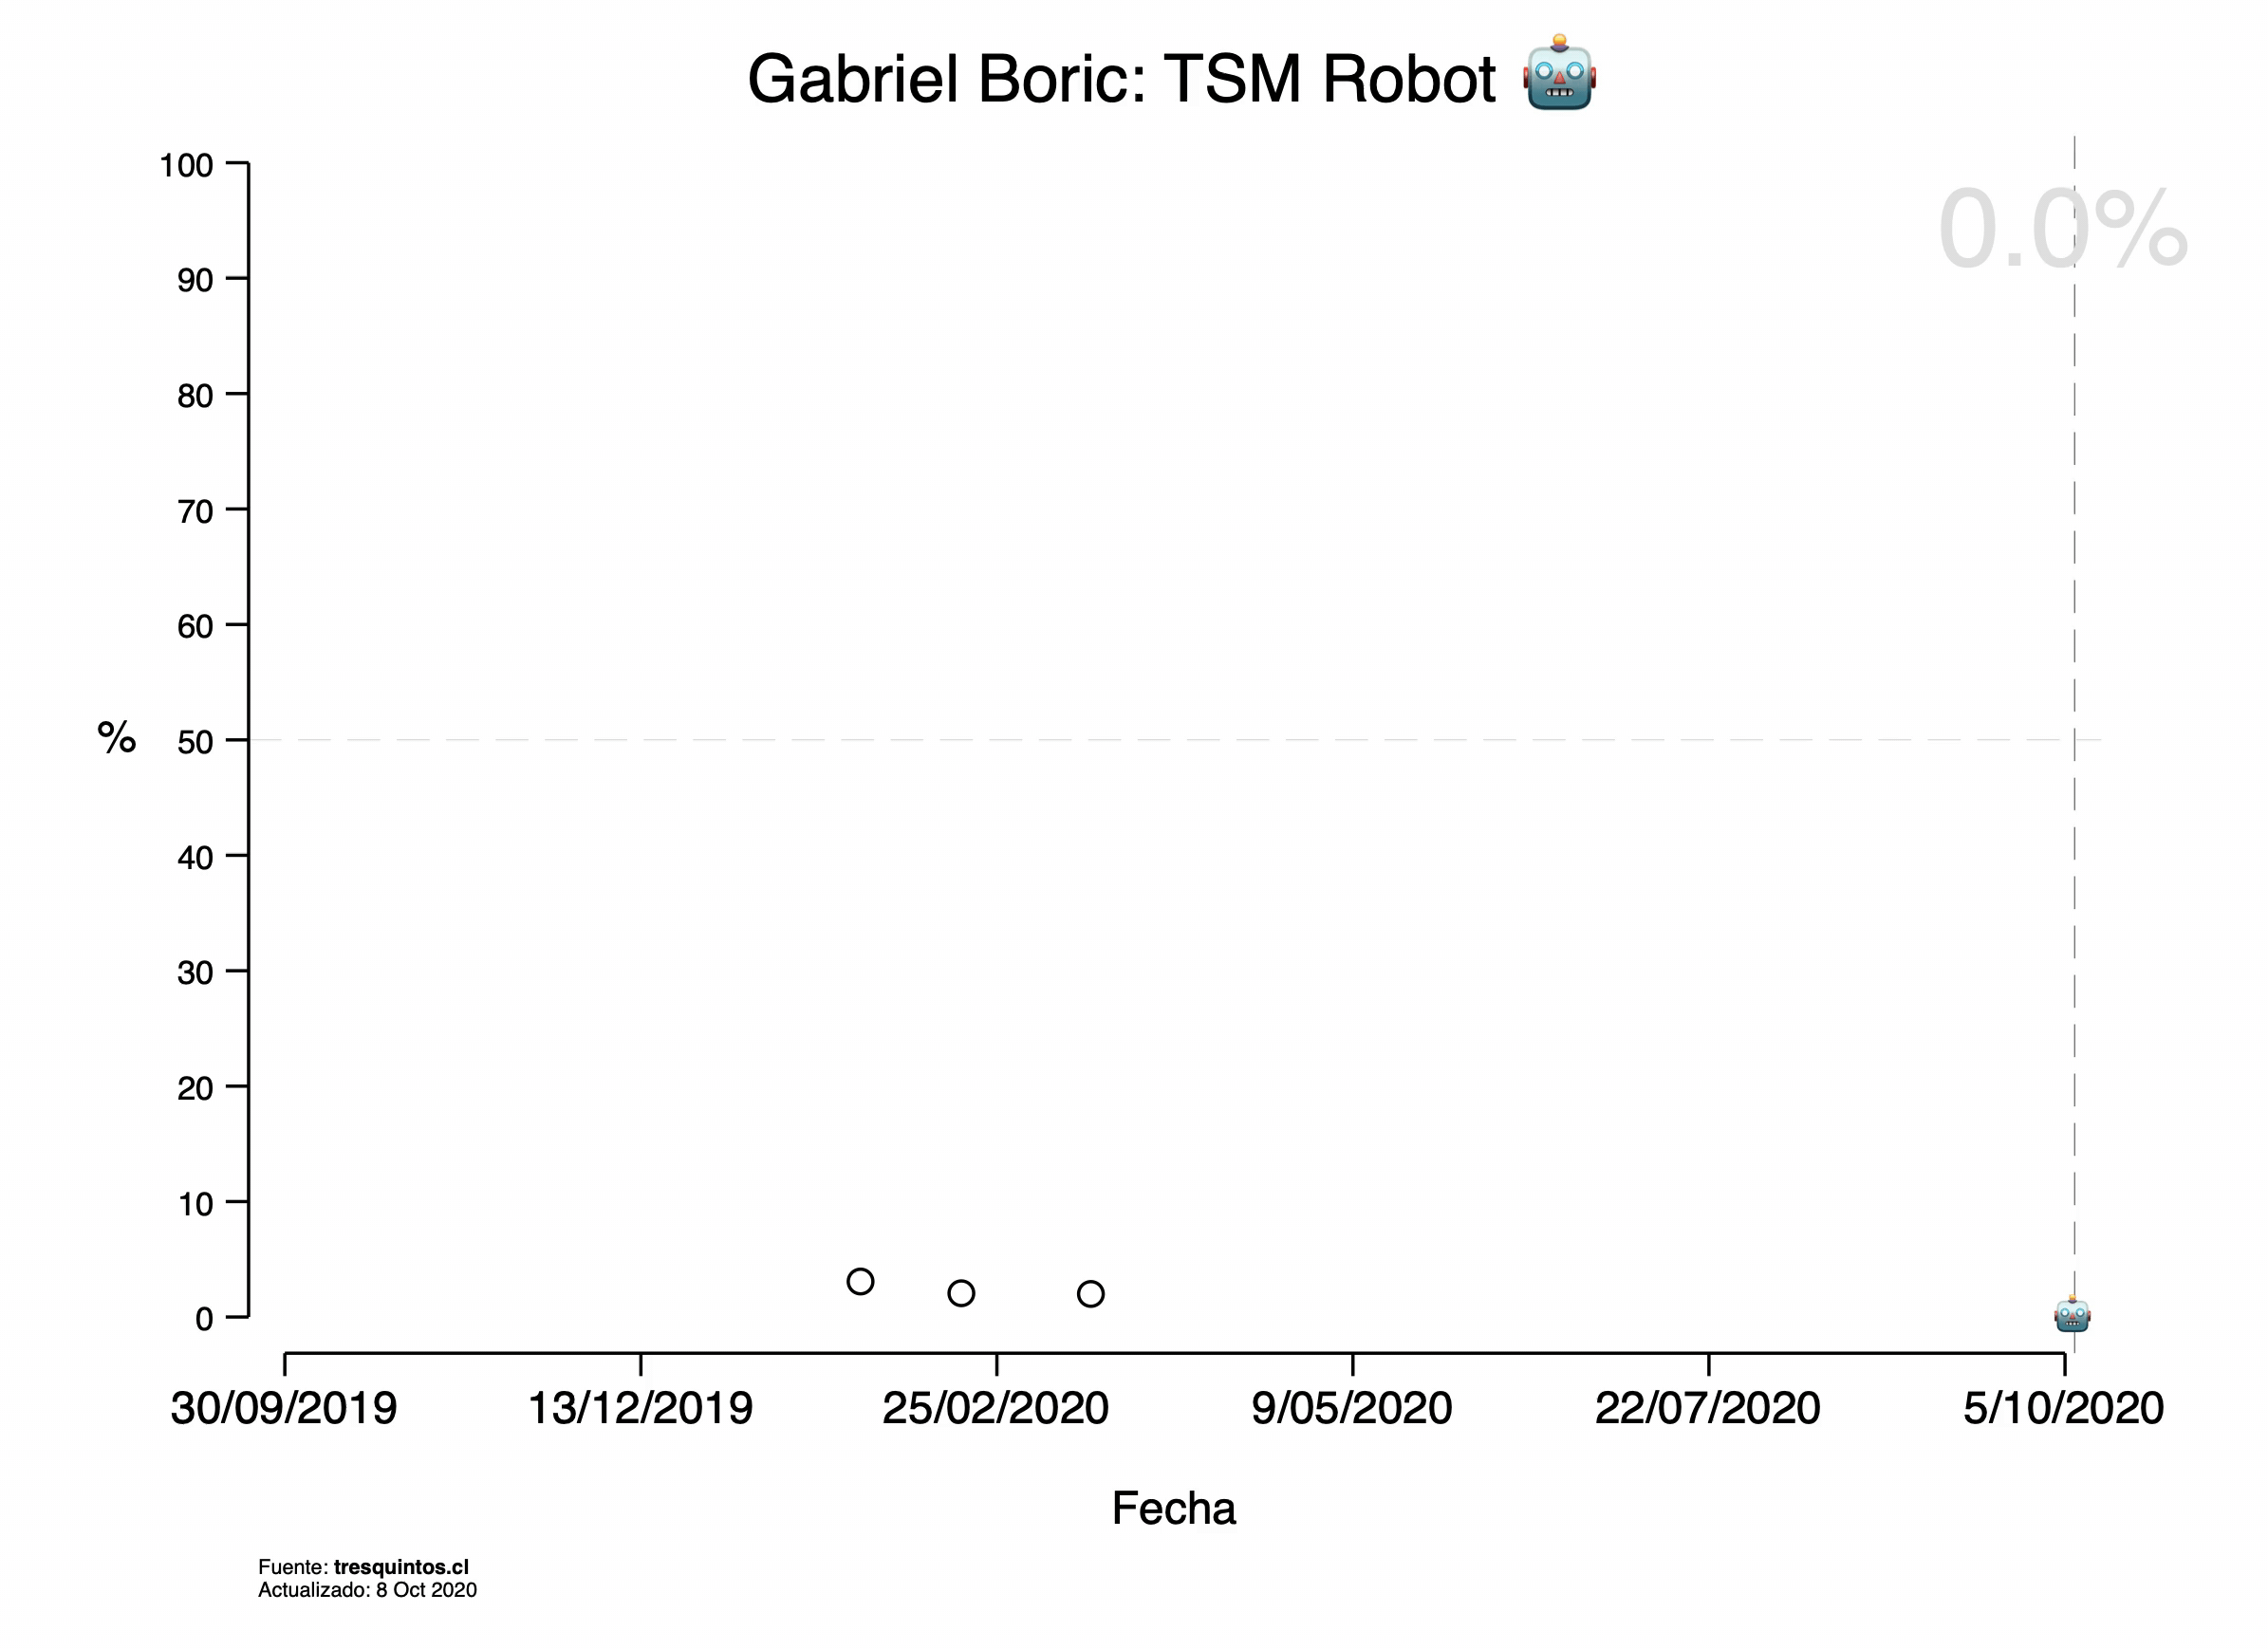 Gabriel Boric: TSM Robot 🤖
0.0%
100
90
80
70
60
50
40
30
20
10
0
%
30/09/2019 13/12/2019 25/02/2020 9/05/2020 22/07/2020 5/10/2020
Fecha
Fuente: tresquintos.cl
Actualizado: 8 Oct 2020